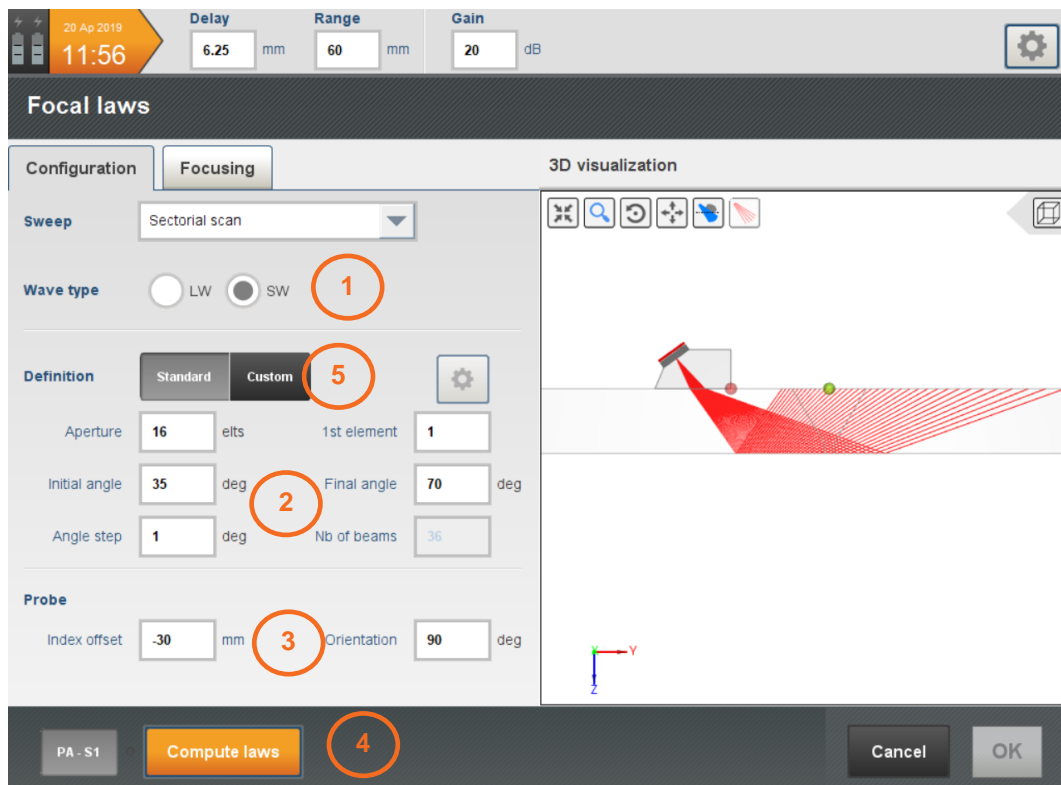 Delay Range Gain
20 Ap 2019
11:56
6.25 mm 60 mm 20 dB
Focal laws
Configuration Focusing 3D visualization
Sweep Sectorial scan
Wave type LW SW 1
Definition Standard Custom 5
Aperture 16 elts 1st element 1
Initial angle 35 deg 2 Final angle 70 deg
Angle step 1 deg Nb of beams 36
Probe
Index offset -30 mm 3 Orientation 90 deg
X Y
Z
PA - S1 Compute laws 4 Cancel OK